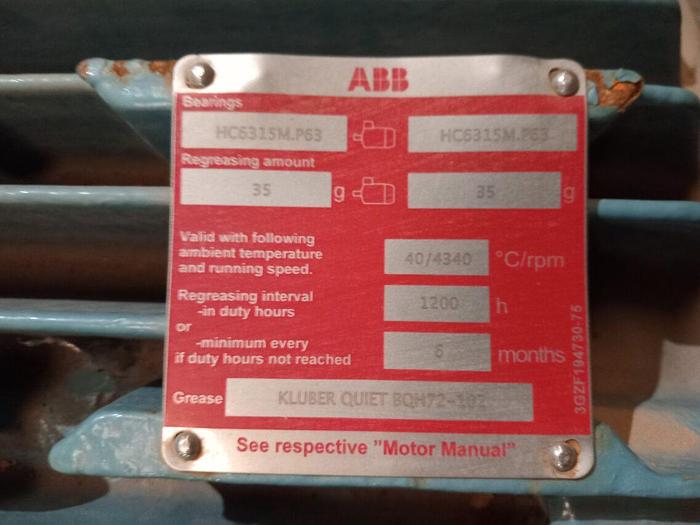 ABB
Bearings
HC6315M.P63 HC6315M.P63
Regreasing amount
35 g 35 g
Valid with following
ambient temperature
and running speed.
40/4340 °C/rpm
Regreasing interval
-in duty hours
1200 h
or
-minimum every
if duty hours not reached
6 months
Grease KLUBER QUIET BQH72-102
See respective "Motor Manual"
3GZF194730-75